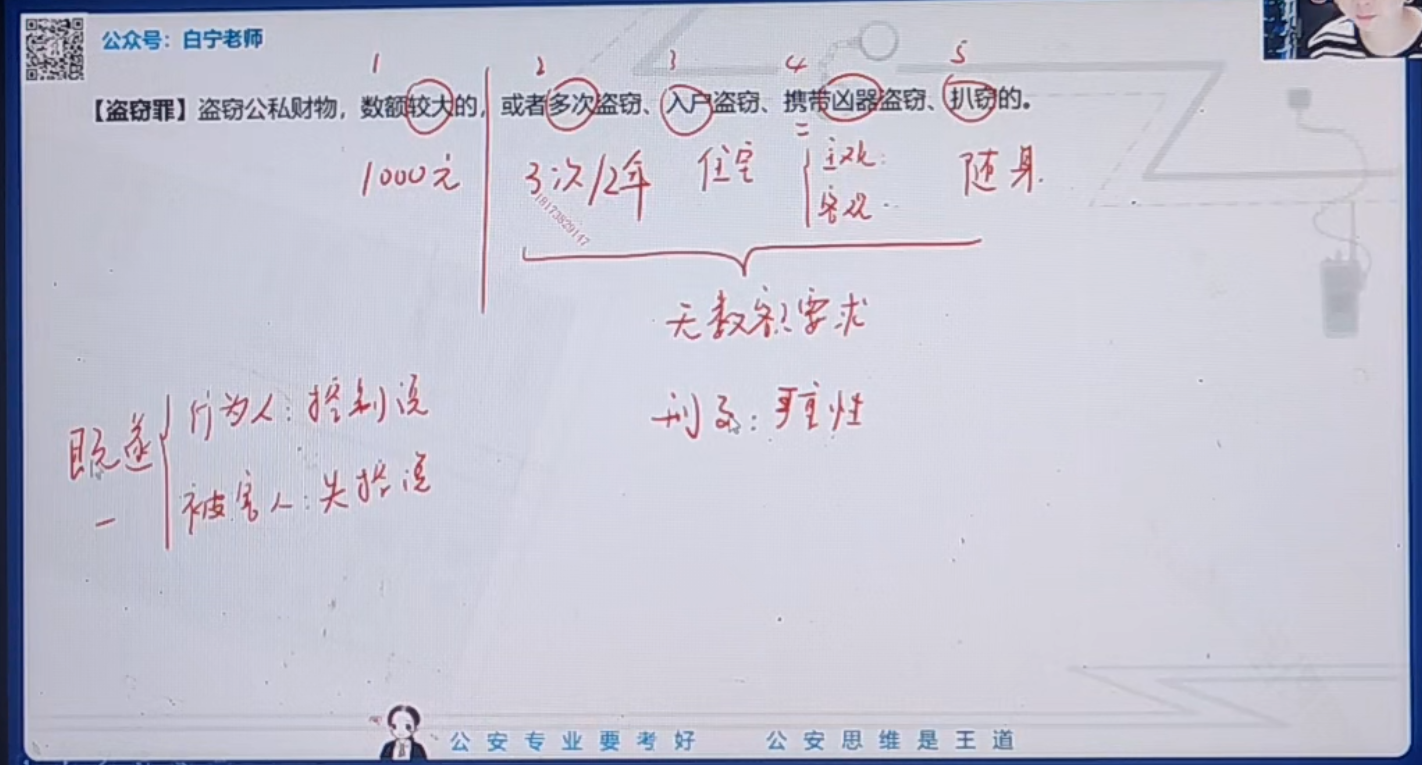 公众号：白宁老师
1 2 3 4 5
【盗窃罪】盗窃公私财物，数额较大的，或者多次盗窃、入户盗窃、携带凶器盗窃、扒窃的。
1000元 3次/2年 住宅 主观: 随身
客观
18173829147
无数额要求
既遂 行为人:控制说
刑法:严重性
被害人:失控说
公安专业要考好 公安思维是王道